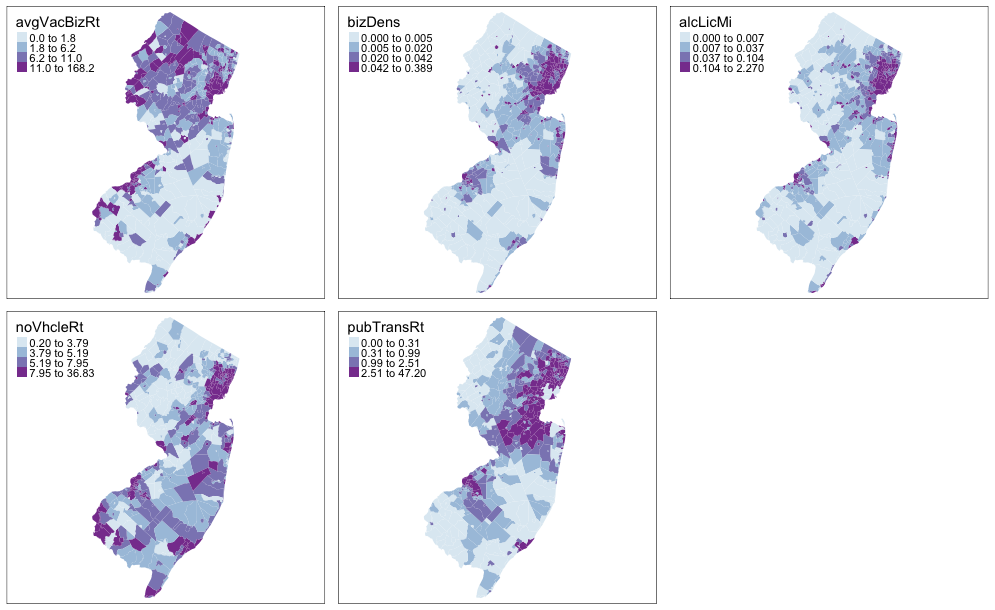 avgVacBizRt
0.0 to 1.8
1.8 to 6.2
6.2 to 11.0
11.0 to 168.2
bizDens
0.000 to 0.005
0.005 to 0.020
0.020 to 0.042
0.042 to 0.389
alcLicMi
0.000 to 0.007
0.007 to 0.037
0.037 to 0.104
0.104 to 2.270
noVhcleRt
0.20 to 3.79
3.79 to 5.19
5.19 to 7.95
7.95 to 36.83
pubTransRt
0.00 to 0.31
0.31 to 0.99
0.99 to 2.51
2.51 to 47.20